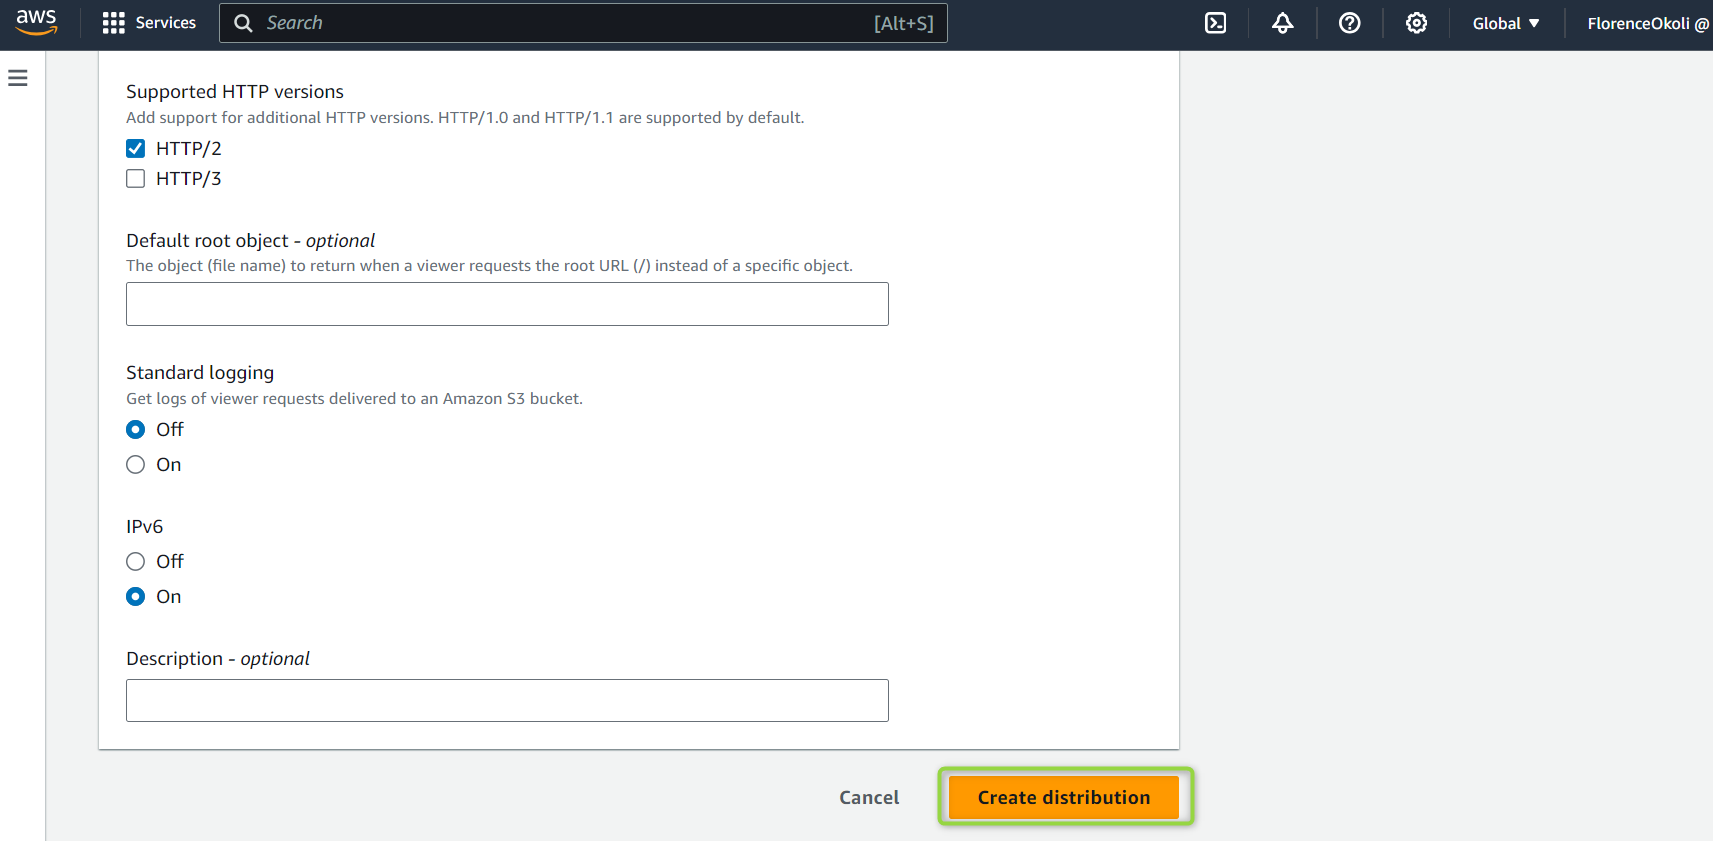 aws
Services
Search [Alt+S]
Global
FlorenceOkoli @
Supported HTTP versions
Add support for additional HTTP versions. HTTP/1.0 and HTTP/1.1 are supported by default.
HTTP/2
HTTP/3
Default root object - optional
The object (file name) to return when a viewer requests the root URL (/) instead of a specific object.
Standard logging
Get logs of viewer requests delivered to an Amazon S3 bucket.
Off
On
IPv6
Off
On
Description - optional
Cancel
Create distribution